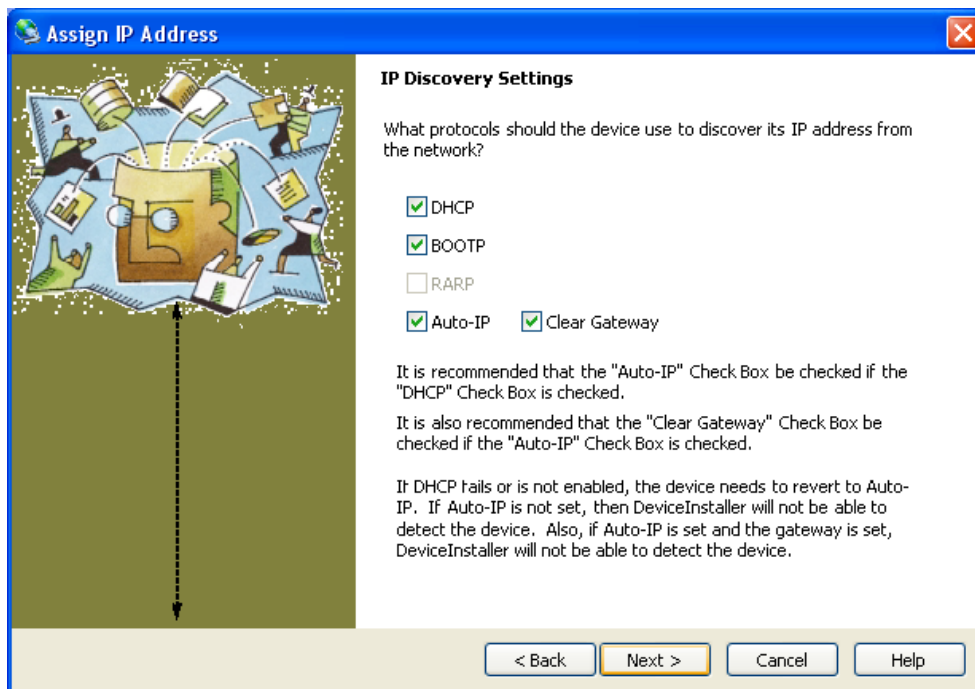 Assign IP Address
IP Discovery Settings
What protocols should the device use to discover its IP address from
the network?
DHCP
BOOTP
RARP
Auto-IP Clear Gateway
It is recommended that the "Auto-IP" Check Box be checked if the
"DHCP" Check Box is checked.
It is also recommended that the "Clear Gateway" Check Box be
checked if the "Auto-IP" Check Box is checked.
If DHCP fails or is not enabled, the device needs to revert to Auto-
IP. If Auto-IP is not set, then DeviceInstaller will not be able to
detect the device. Also, if Auto-IP is set and the gateway is set,
DeviceInstaller will not be able to detect the device.
< Back Next > Cancel Help